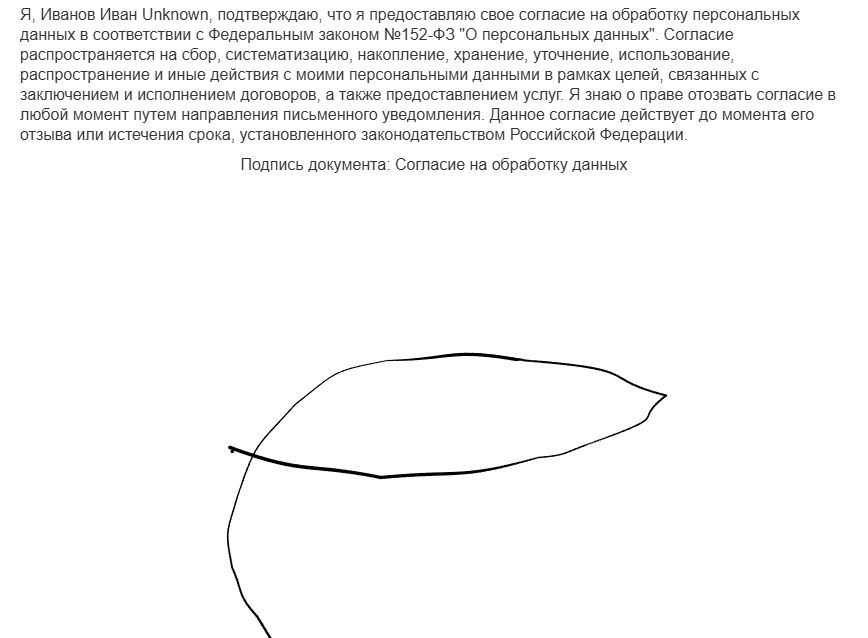 Я, Иванов Иван Unknown, подтверждаю, что я предоставляю свое согласие на обработку персональных
данных в соответствии с Федеральным законом №152-ФЗ "О персональных данных". Согласие
распространяется на сбор, систематизацию, накопление, хранение, уточнение, использование,
распространение и иные действия с моими персональными данными в рамках целей, связанных с
заключением и исполнением договоров, а также предоставлением услуг. Я знаю о праве отозвать согласие в
любой момент путем направления письменного уведомления. Данное согласие действует до момента его
отзыва или истечения срока, установленного законодательством Российской Федерации.
Подпись документа: Согласие на обработку данных